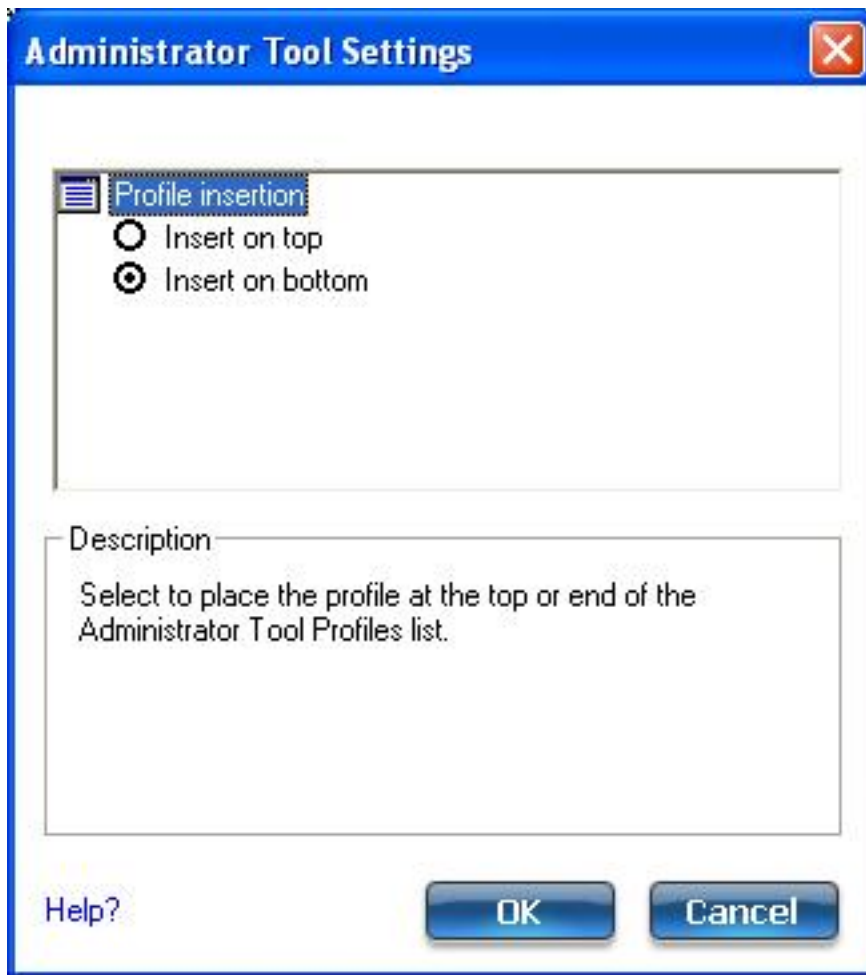 Administrator Tool Settings
Profile insertion
Insert on top
Insert on bottom
Description
Select to place the profile at the top or end of the
Administrator Tool Profiles list.
Help?
OK
Cancel